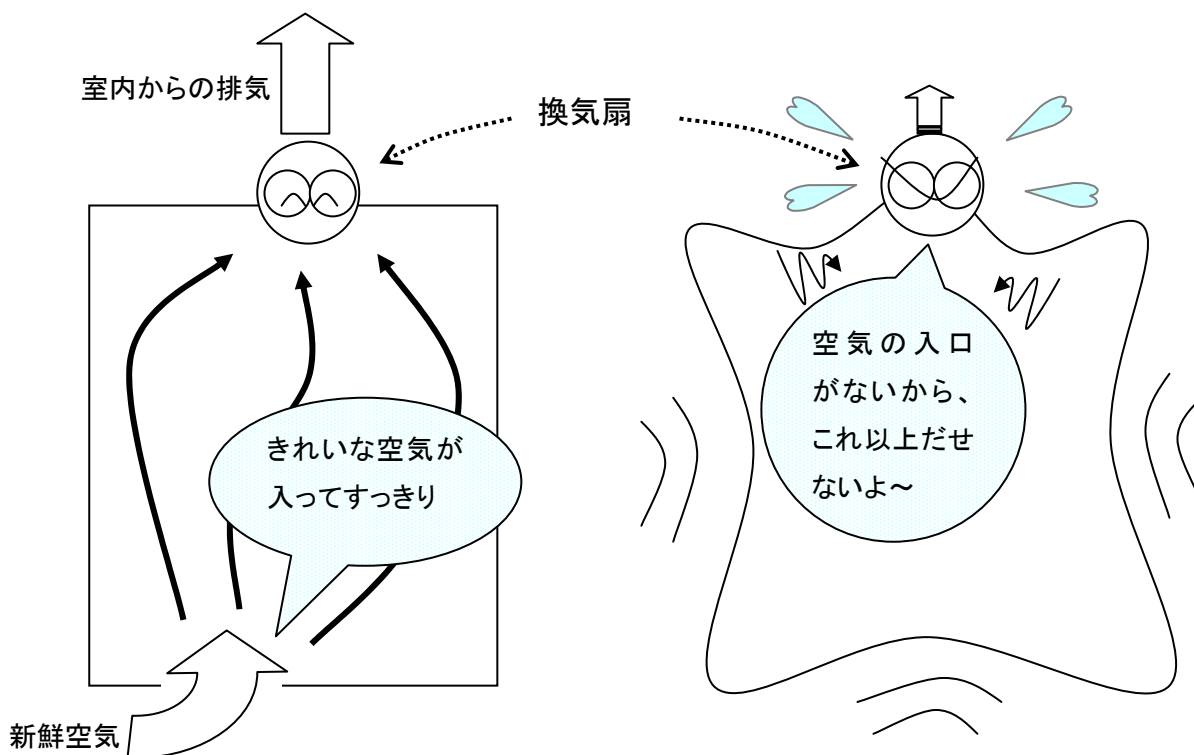 室内からの排気
換気扇
きれいな空気が
入ってすっきり
新鮮空気
空気の入口
がないから、
これ以上だせ
ないよ～